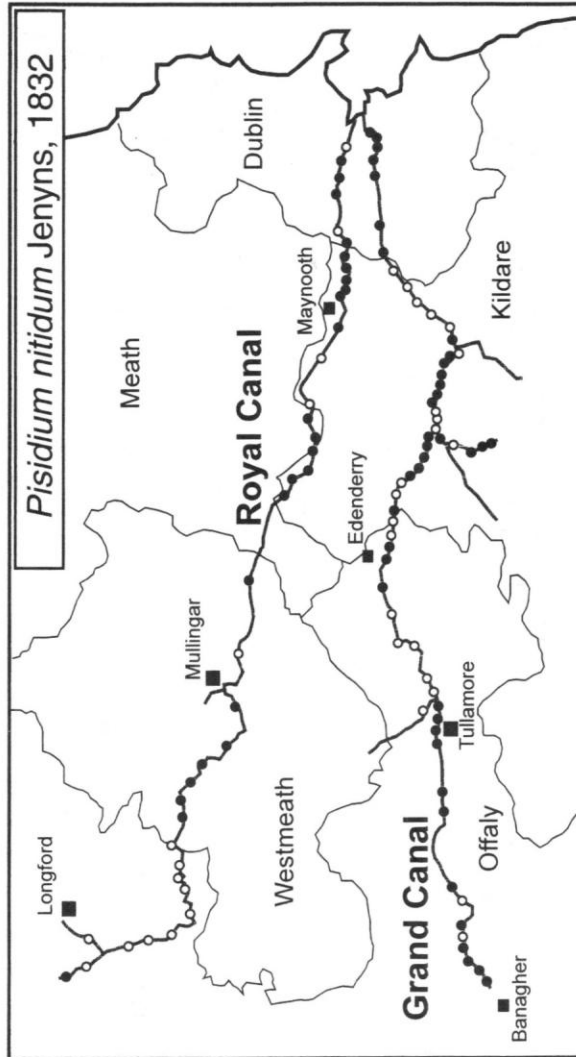 Pisidium nitidum Jenyns, 1832
Longford
Mullingar
Meath
Dublin
Royal Canal
Maynooth
Westmeath
Edenderry
Grand Canal
Kildare
Tullamore
Offaly
Banagher